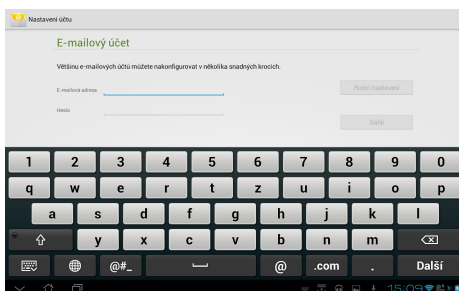 Nastavení účtu
E-mailový účet
Většinu e-mailových účtů můžete nakonfigurovat v několika snadných krocích.
E-mailová adresa
Ruční nastavení
Heslo
Další
1 2 3 4 5 6 7 8 9 0
q w e r t z u i o p
a s d f g h j k l
y x c v b n m
@#_ @ .com . Další
15:09